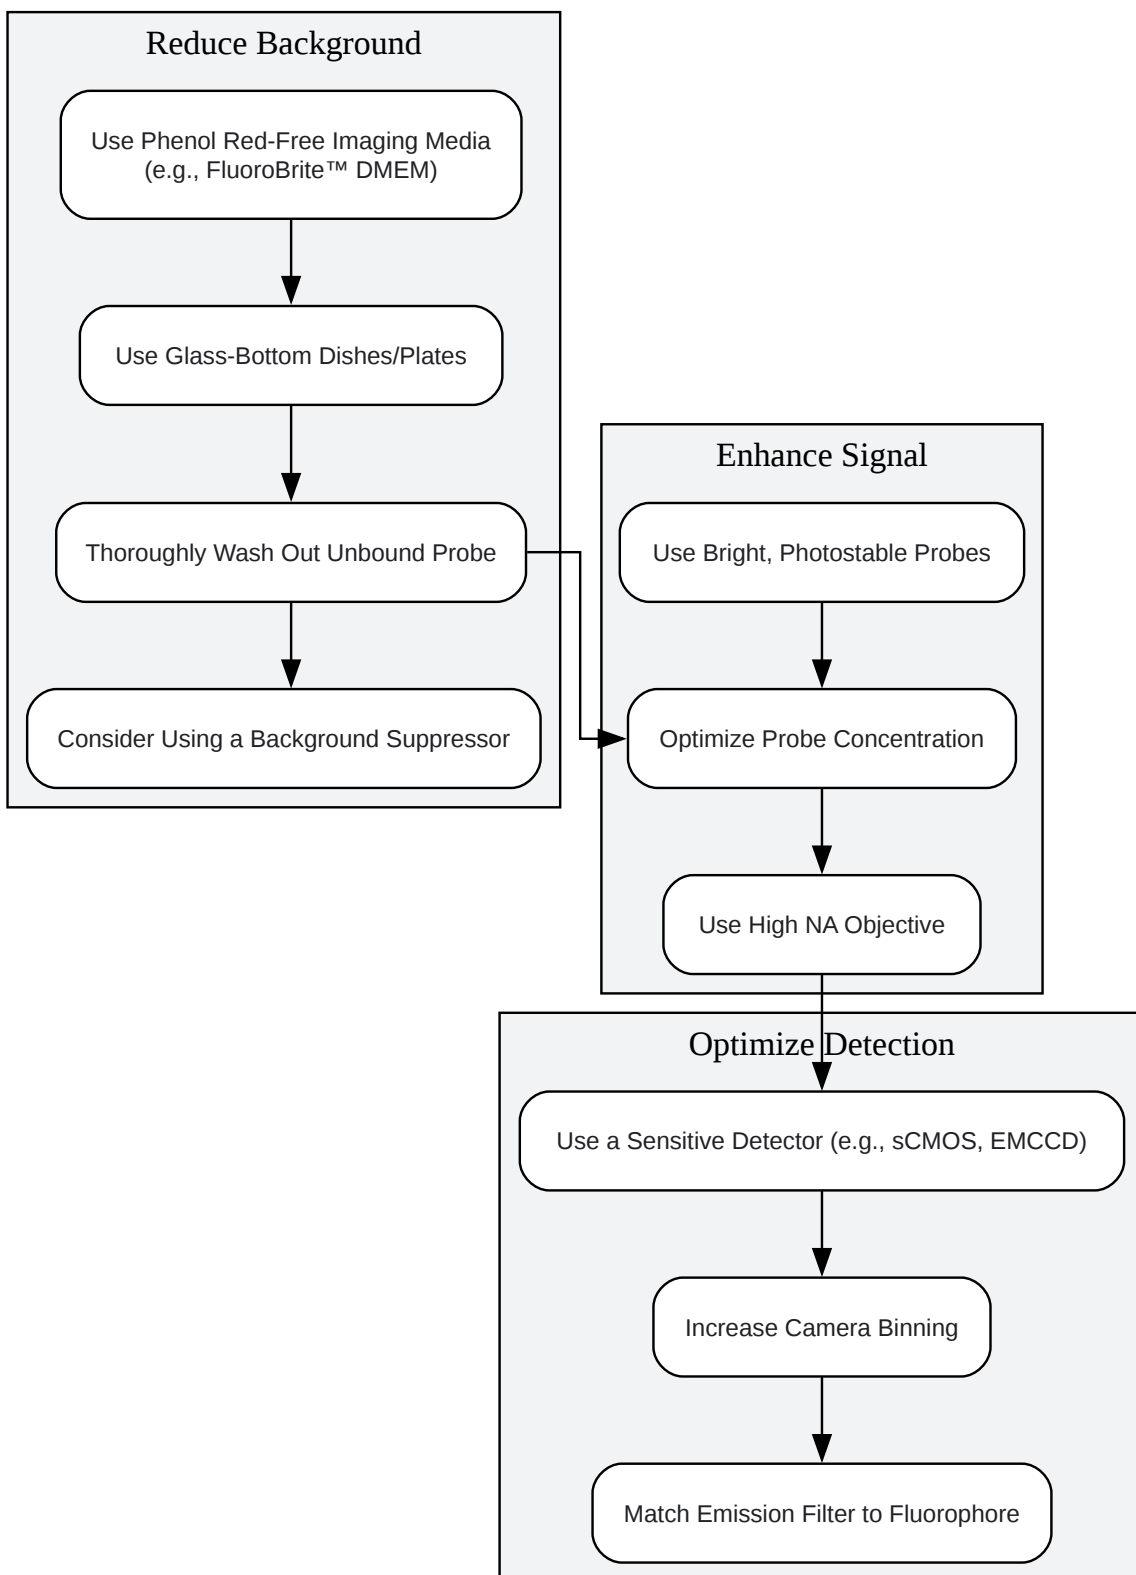 Reduce Background
Use Phenol Red-Free Imaging Media
(e.g., FluoroBrite™ DMEM)
Use Glass-Bottom Dishes/Plates
Thoroughly Wash Out Unbound Probe
Consider Using a Background Suppressor
Enhance Signal
Use Bright, Photostable Probes
Optimize Probe Concentration
Use High NA Objective
Optimize Detection
Use a Sensitive Detector (e.g., sCMOS, EMCCD)
Increase Camera Binning
Match Emission Filter to Fluorophore